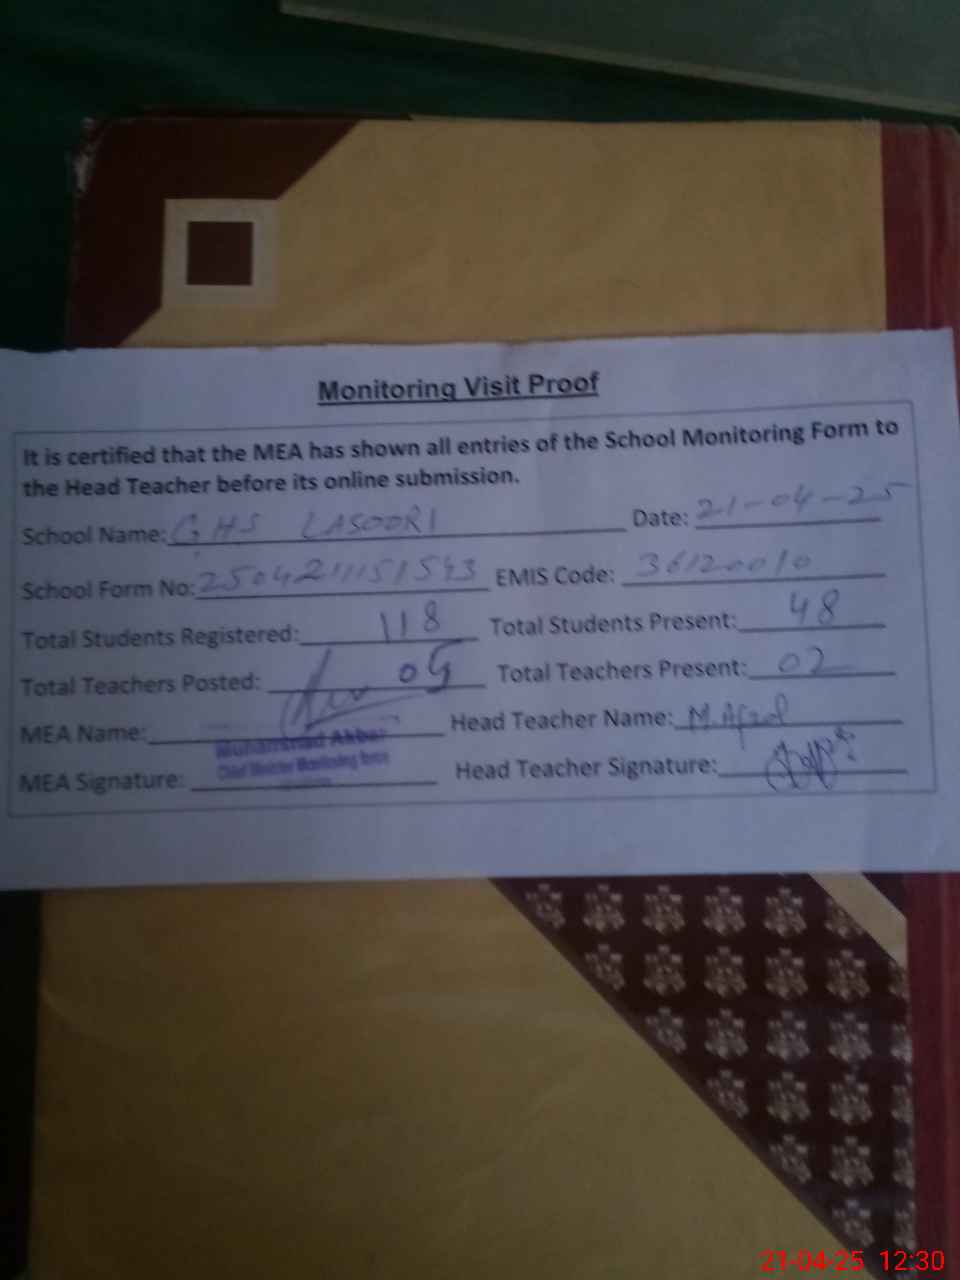 Monitoring Visit Proof
It is certified that the MEA has shown all entries of the School Monitoring Form to
the Head Teacher before its online submission.
School Name: GHS LASOORI Date: 21-04-25
School Form No: EMIS Code: 36120010
Total Students Registered: 118 Total Students Present: 48
Total Teachers Posted: 05 Total Teachers Present: 02
MEA Name: Head Teacher Name: M. Afzal
Muhammad Akbar
MEA Signature: Head Teacher Signature:
21-04-25 12:30